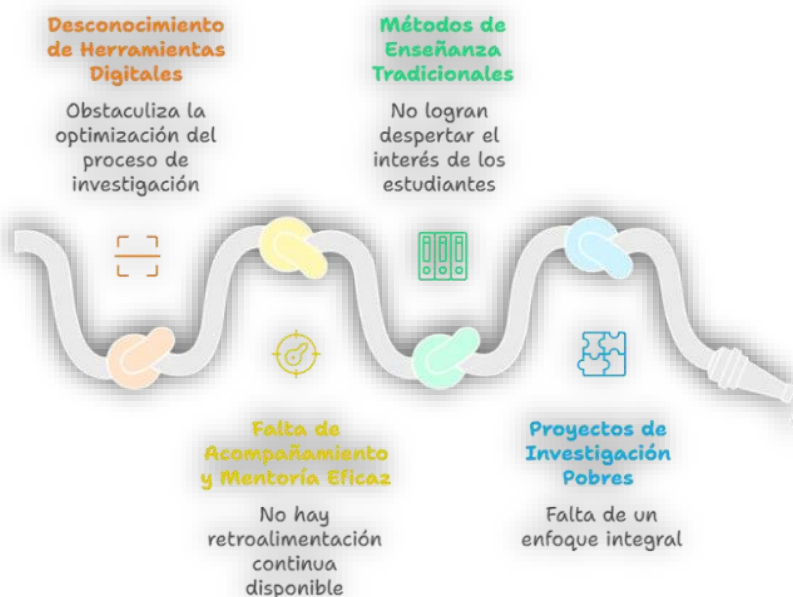 Desconocimiento
de Herramientas
Digitales
Obstaculiza la
optimización del
proceso de
investigación
Falta de
Acompañamiento
y Mentoría Eficaz
No hay
retroalimentación
continua
disponible
Métodos de
Enseñanza
Tradicionales
No logran
despertar el
interés de los
estudiantes
Proyectos de
Investigación
Pobres
Falta de un
enfoque integral